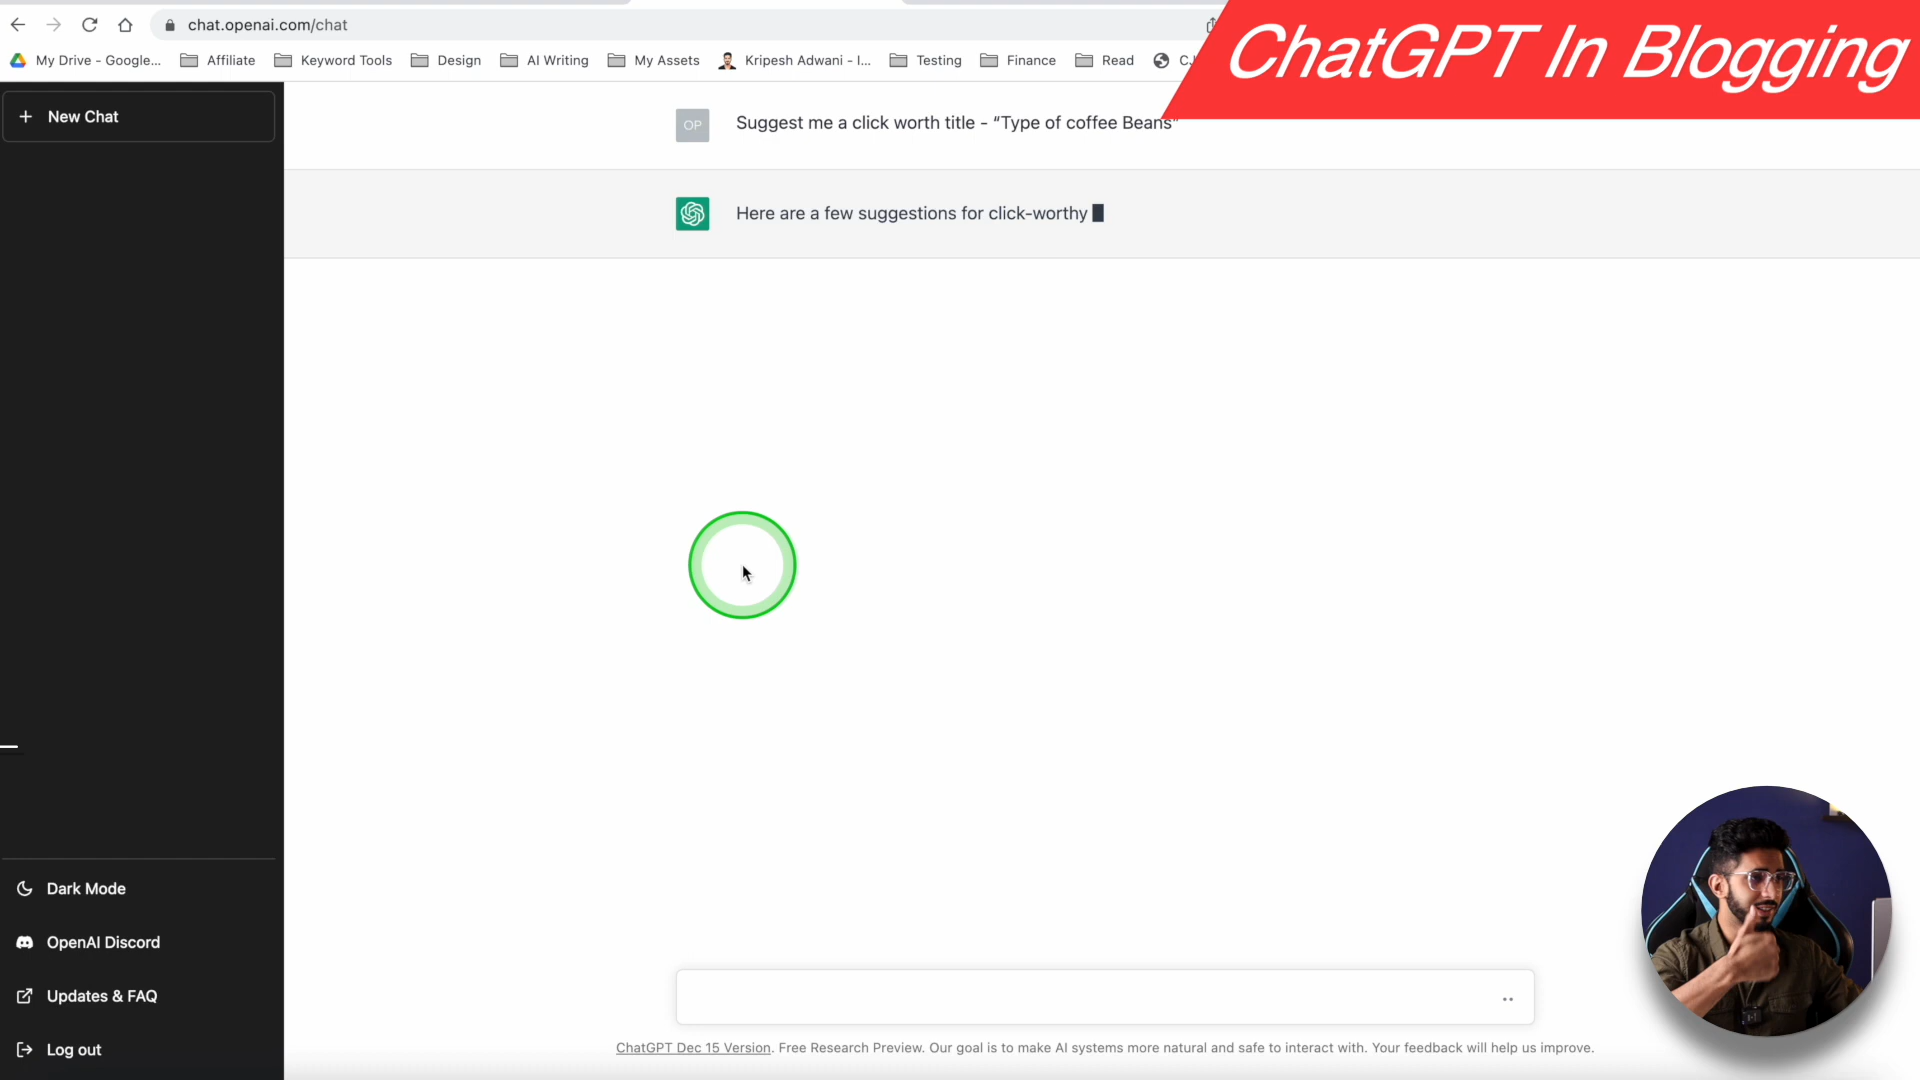 chat.openai.com/chat
ChatGPT In Blogging
My Drive - Google...
Affiliate
Keyword Tools
Design
AI Writing
My Assets
Kripesh Adwani - I...
Testing
Finance
Read
New Chat
OP
Suggest me a click worth title - “Type of coffee Beans”
Here are a few suggestions for click-worthy
Dark Mode
OpenAI Discord
Updates & FAQ
Log out
ChatGPT Dec 15 Version. Free Research Preview. Our goal is to make AI systems more natural and safe to interact with. Your feedback will help us improve.